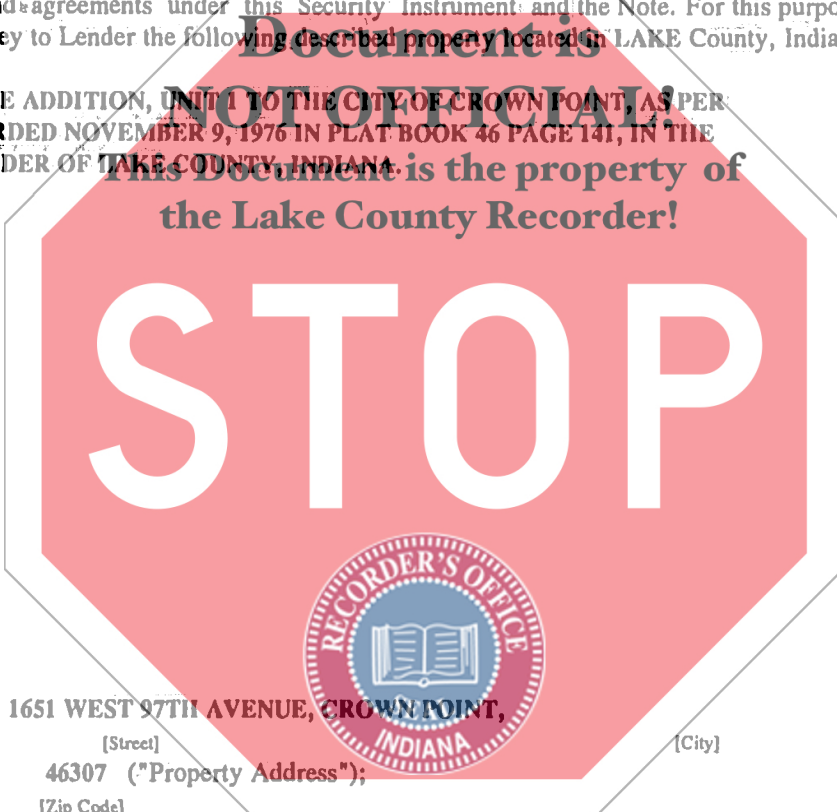 agreements under this Security Instrument and the Note. For this purpo
Document is
ey to Lender the following described property located in LAKE County, India
E ADDITION, UNIT 1 TO THE CITY OF CROWN POINT, AS PER
NOT OFFICIAL!
RDED NOVEMBER 9, 1976 IN PLAT BOOK 46 PAGE 141, IN THE
DER OF LAKE COUNTY, INDIANA.
This Document is the property of
the Lake County Recorder!
STOP
RECORDER'S OFFICE
1651 WEST 97TH AVENUE, CROWN POINT,
INDIANA
[Street] [City]
46307 ("Property Address");
[Zip Code]